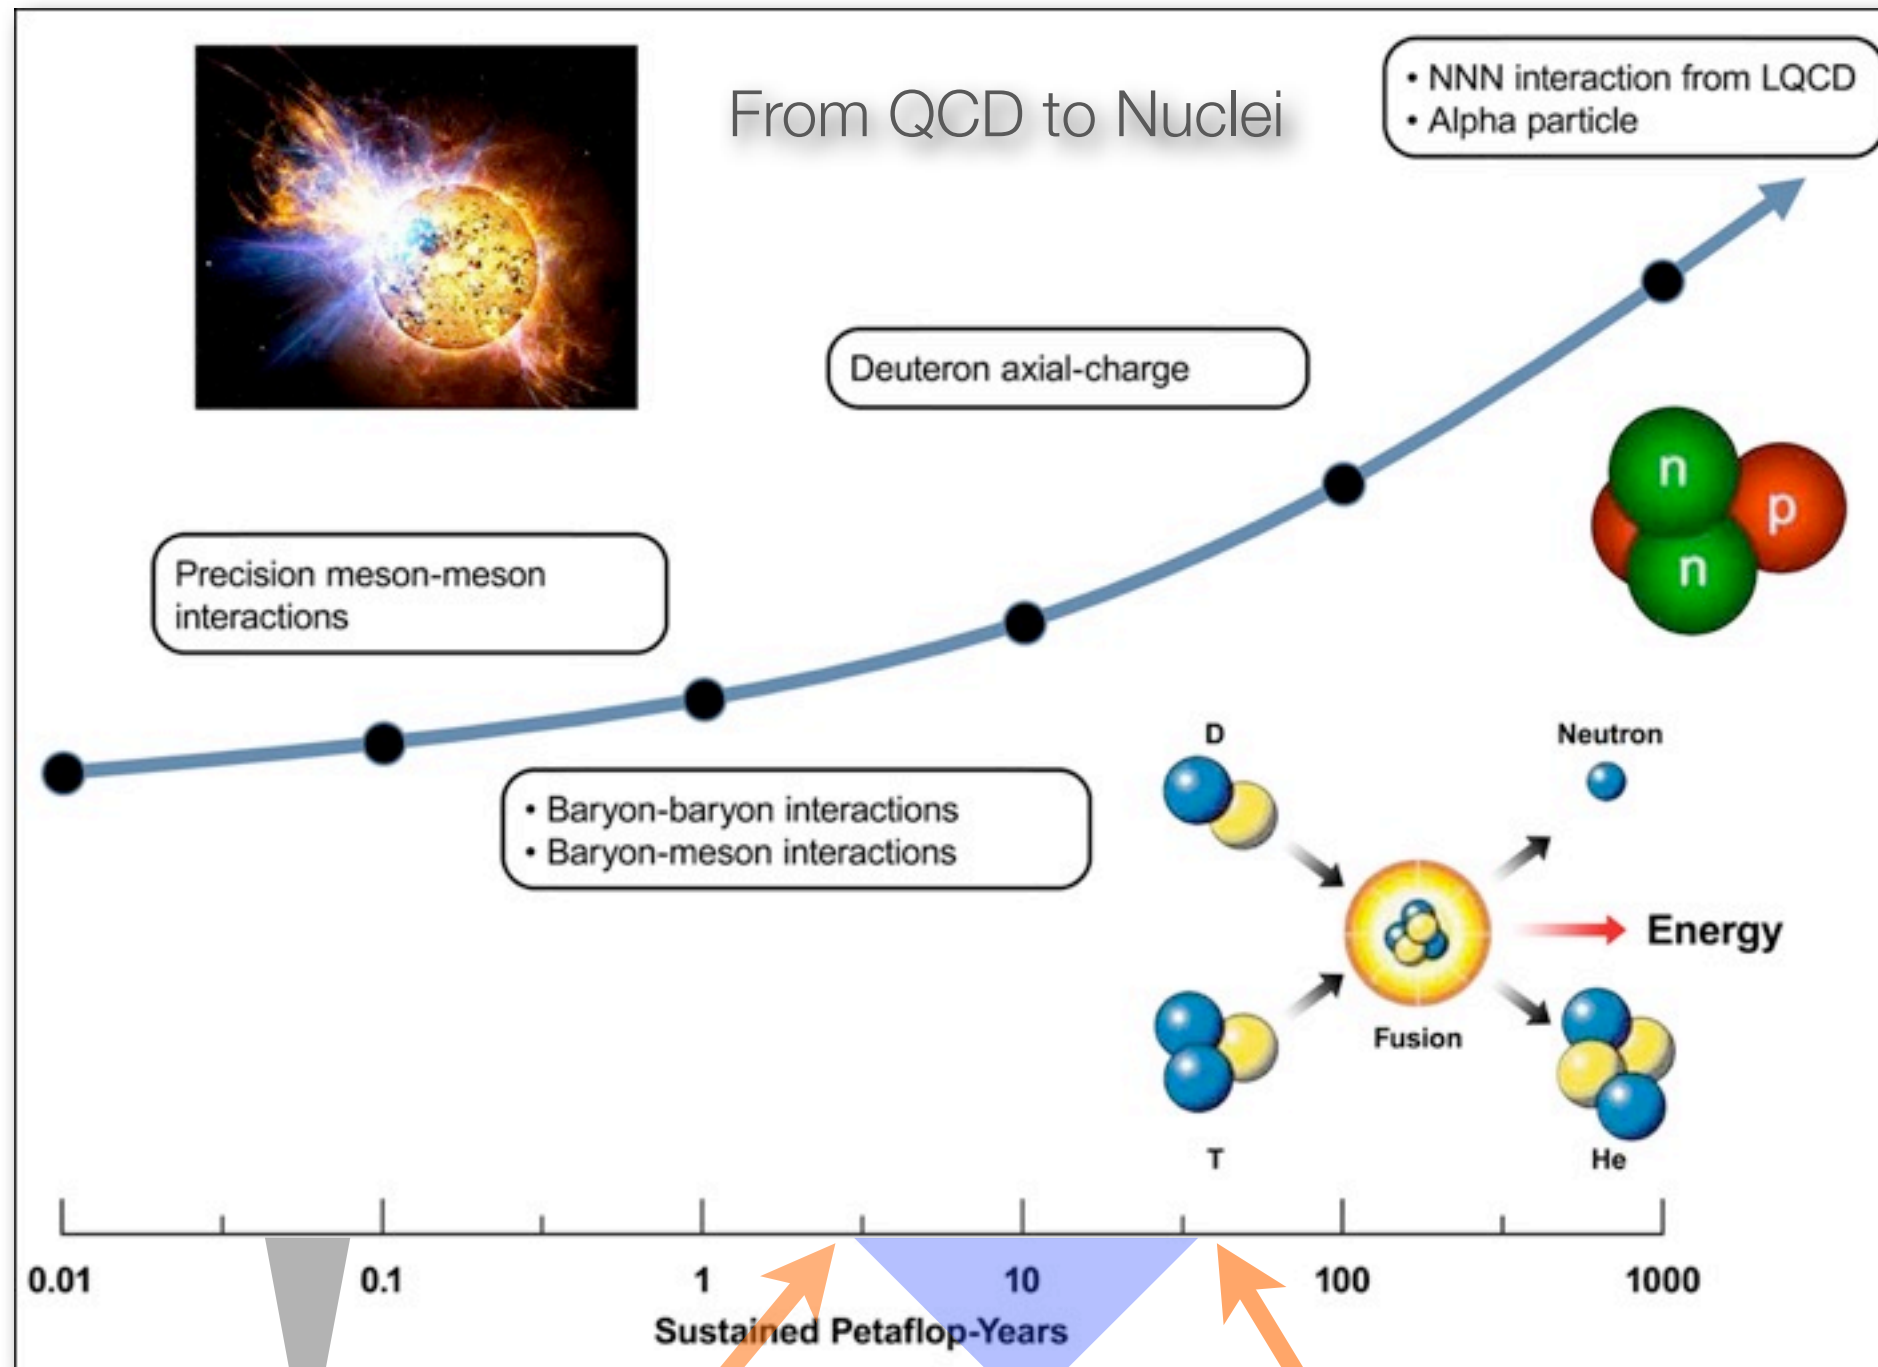 From QCD to Nuclei
• NNN interaction from LQCD
• Alpha particle
Deuteron axial-charge
n
p
n
Precision meson-meson
interactions
• Baryon-baryon interactions
• Baryon-meson interactions
D
Neutron
Energy
Fusion
T
He
0.01
0.1
1
10
100
1000
Sustained Petaflop-Years